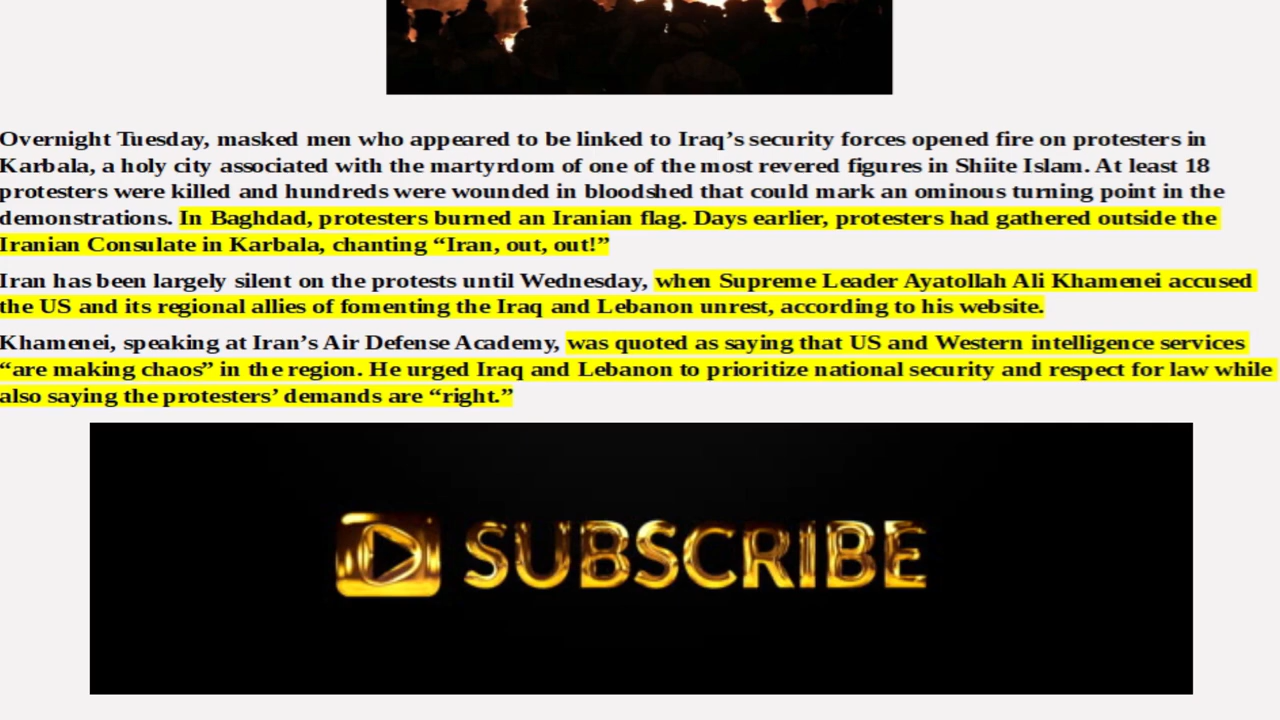 Overnight Tuesday, masked men who appeared to be linked to Iraq’s security forces opened fire on protesters in
Karbala, a holy city associated with the martyrdom of one of the most revered figures in Shiite Islam. At least 18
protesters were killed and hundreds were wounded in bloodshed that could mark an ominous turning point in the
demonstrations. In Baghdad, protesters burned an Iranian flag. Days earlier, protesters had gathered outside the
Iranian Consulate in Karbala, chanting “Iran, out, out!”
Iran has been largely silent on the protests until Wednesday, when Supreme Leader Ayatollah Ali Khamenei accused
the US and its regional allies of fomenting the Iraq and Lebanon unrest, according to his website.
Khamenei, speaking at Iran’s Air Defense Academy, was quoted as saying that US and Western intelligence services
“are making chaos” in the region. He urged Iraq and Lebanon to prioritize national security and respect for law while
also saying the protesters’ demands are “right.”
SUBSCRIBE